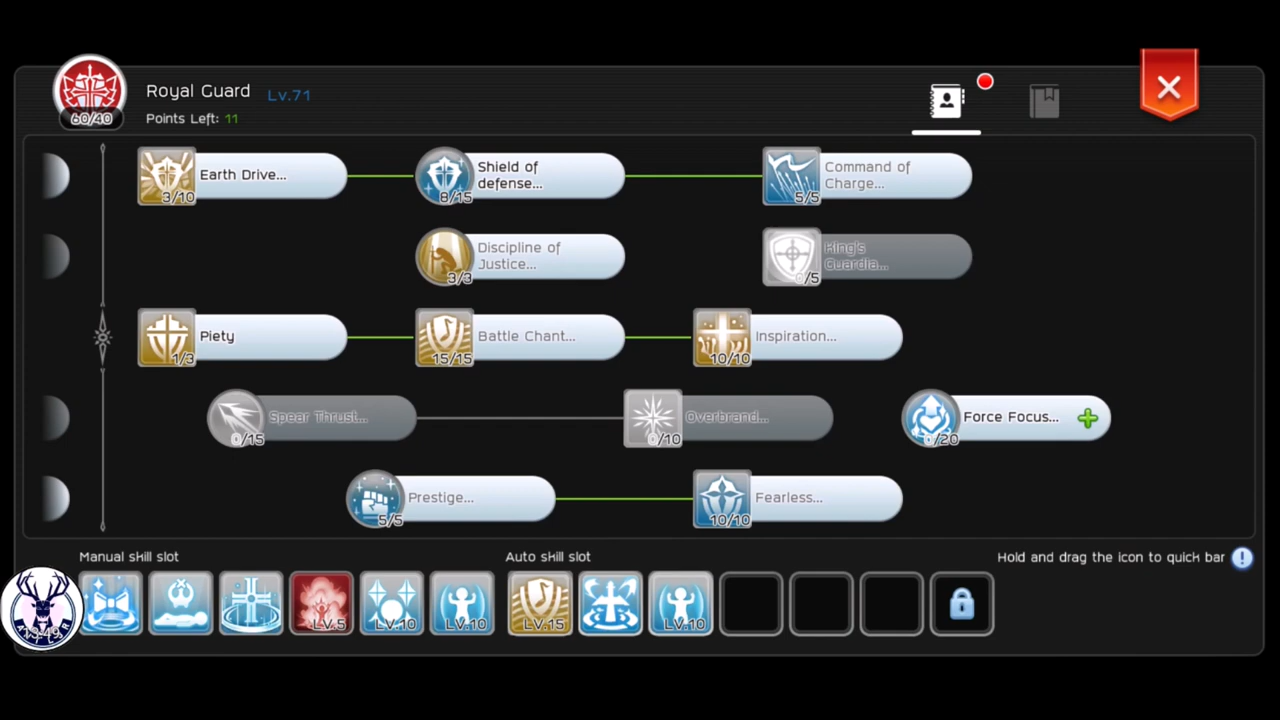 Royal Guard Lv.71
60/40
Points Left: 11
Earth Drive...
3/10
Shield of
defense...
8/15
Command of
Charge...
5/5
Discipline of
Justice...
3/3
King's
Guardia...
0/5
Piety
1/3
Battle Chant...
15/15
Inspiration...
10/10
Spear Thrust...
0/15
Overbrand...
0/10
Force Focus...
/20
Prestige...
5/5
Fearless...
10/10
Manual skill slot
Auto skill slot
Hold and drag the icon to quick bar
LV.5
LV.10
LV.10
LV.15
LV.10